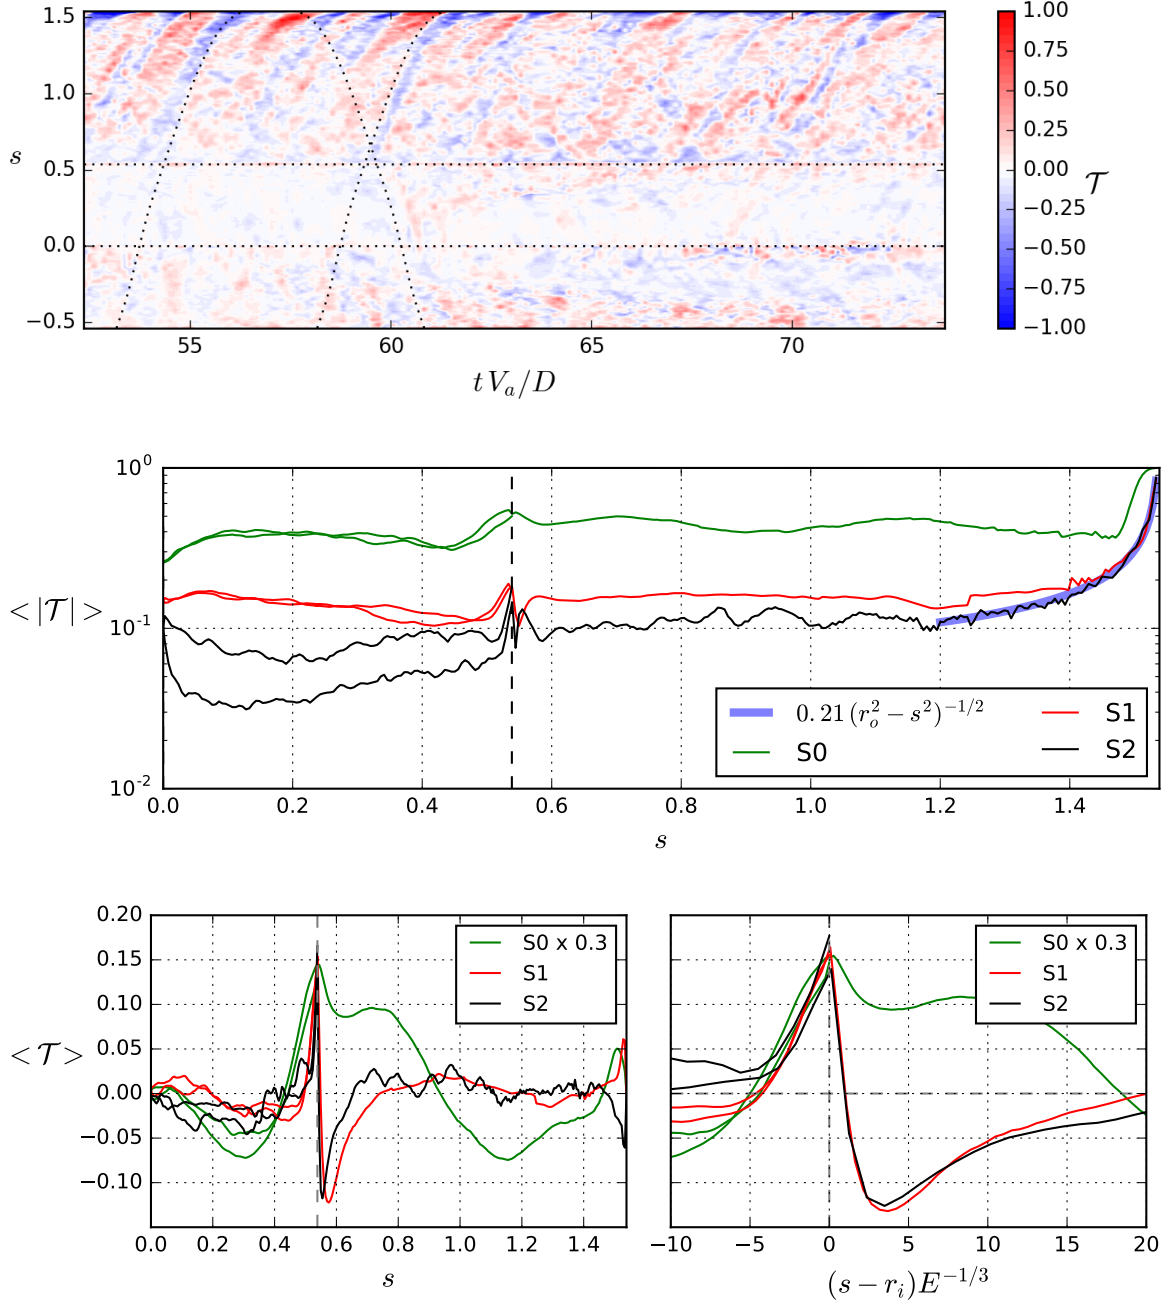 1.5
1.0
0.5
0.0
−0.5
s
55 60 65 70
t V_a/D
1.00
0.75
0.50
0.25
0.00
−0.25
−0.50
−0.75
−1.00
𝒯
10^0
10^-1
10^-2
< |𝒯| >
0.0 0.2 0.4 0.6 0.8 1.0 1.2 1.4
s
0.21 (r_o^2 − s^2)^{−1/2}
S0
S1
S2
0.20
0.15
0.10
0.05
0.00
−0.05
−0.10
< 𝒯 >
0.0 0.2 0.4 0.6 0.8 1.0 1.2 1.4
s
S0 x 0.3
S1
S2
−10 −5 0 5 10 15 20
(s − r_i)E^{−1/3}
S0 x 0.3
S1
S2